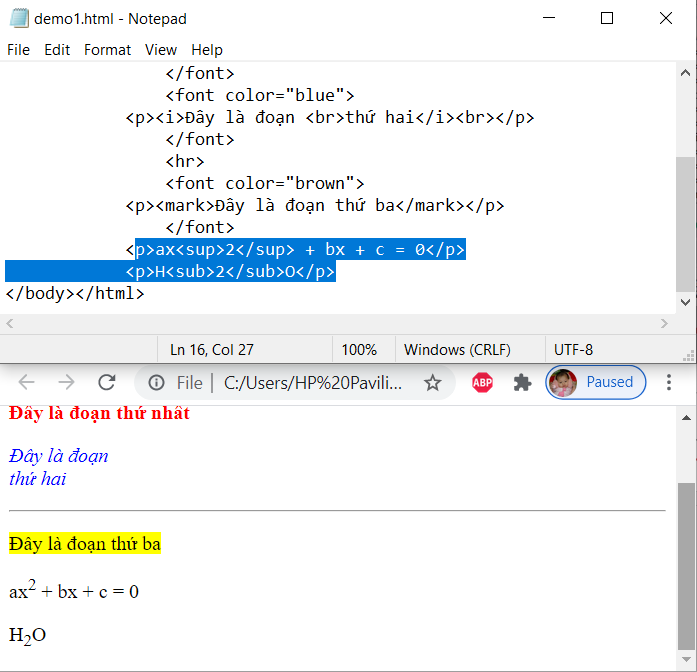 demo1.html - Notepad
File Edit Format View Help
</font>
<font color="blue">
<p><i>Đây là đoạn <br>thứ hai</i><br></p>
</font>
<hr>
<font color="brown">
<p><mark>Đây là đoạn thứ ba</mark></p>
</font>
<p>ax<sup>2</sup> + bx + c = 0</p>
<p>H<sub>2</sub>O</p>
</body></html>
Ln 16, Col 27 100% Windows (CRLF) UTF-8
File | C:/Users/HP%20Pavili... ABP Paused
Đây là đoạn thứ nhất
Đây là đoạn
thứ hai
Đây là đoạn thứ ba
ax² + bx + c = 0
H₂O